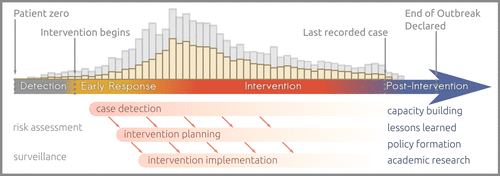 Patient zero
Intervention begins
Last recorded case
End of Outbreak
Declared
Detection
Early Response
Intervention
Post-Intervention
case detection
capacity building
risk assessment
intervention planning
lessons learned
policy formation
surveillance
intervention implementation
academic research